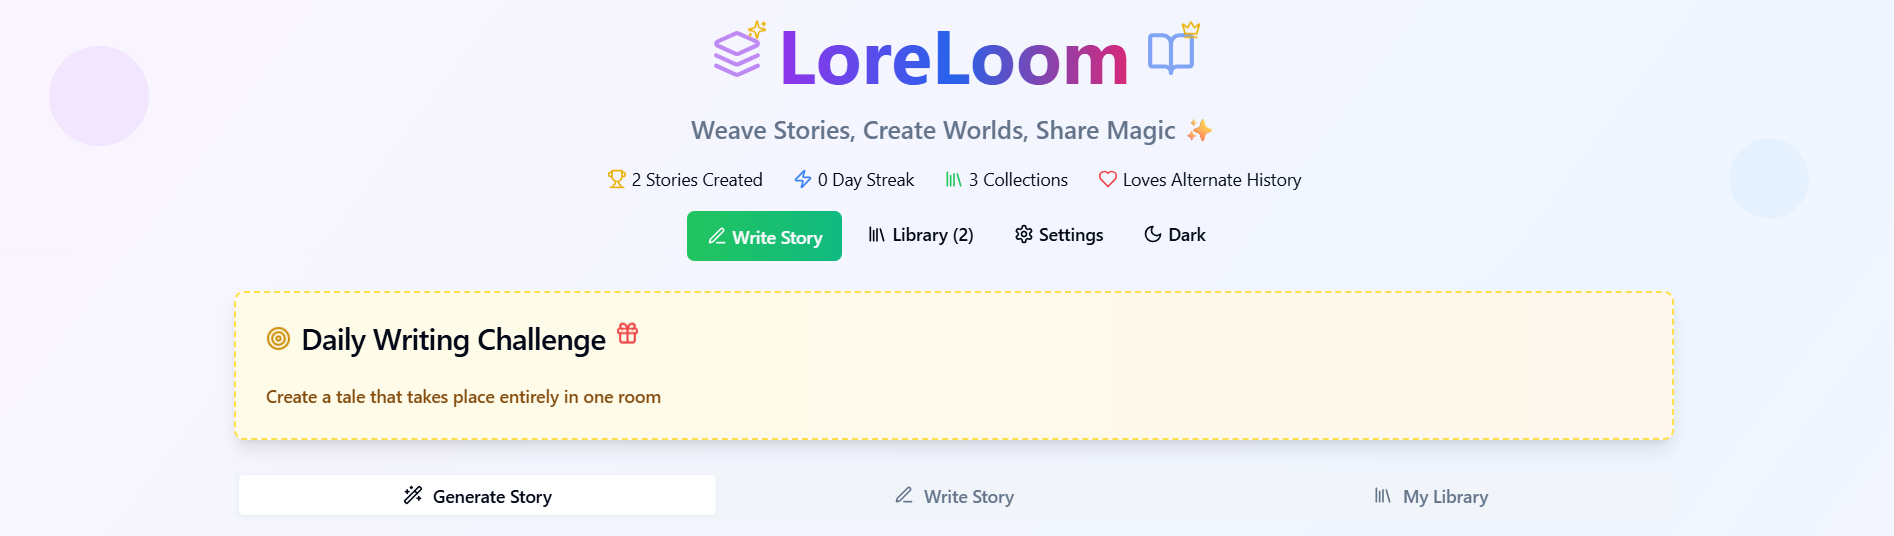 LoreLoom
Weave Stories, Create Worlds, Share Magic ✨
2 Stories Created 0 Day Streak 3 Collections Loves Alternate History
Write Story Library (2) Settings Dark
Daily Writing Challenge
Create a tale that takes place entirely in one room
Generate Story Write Story My Library